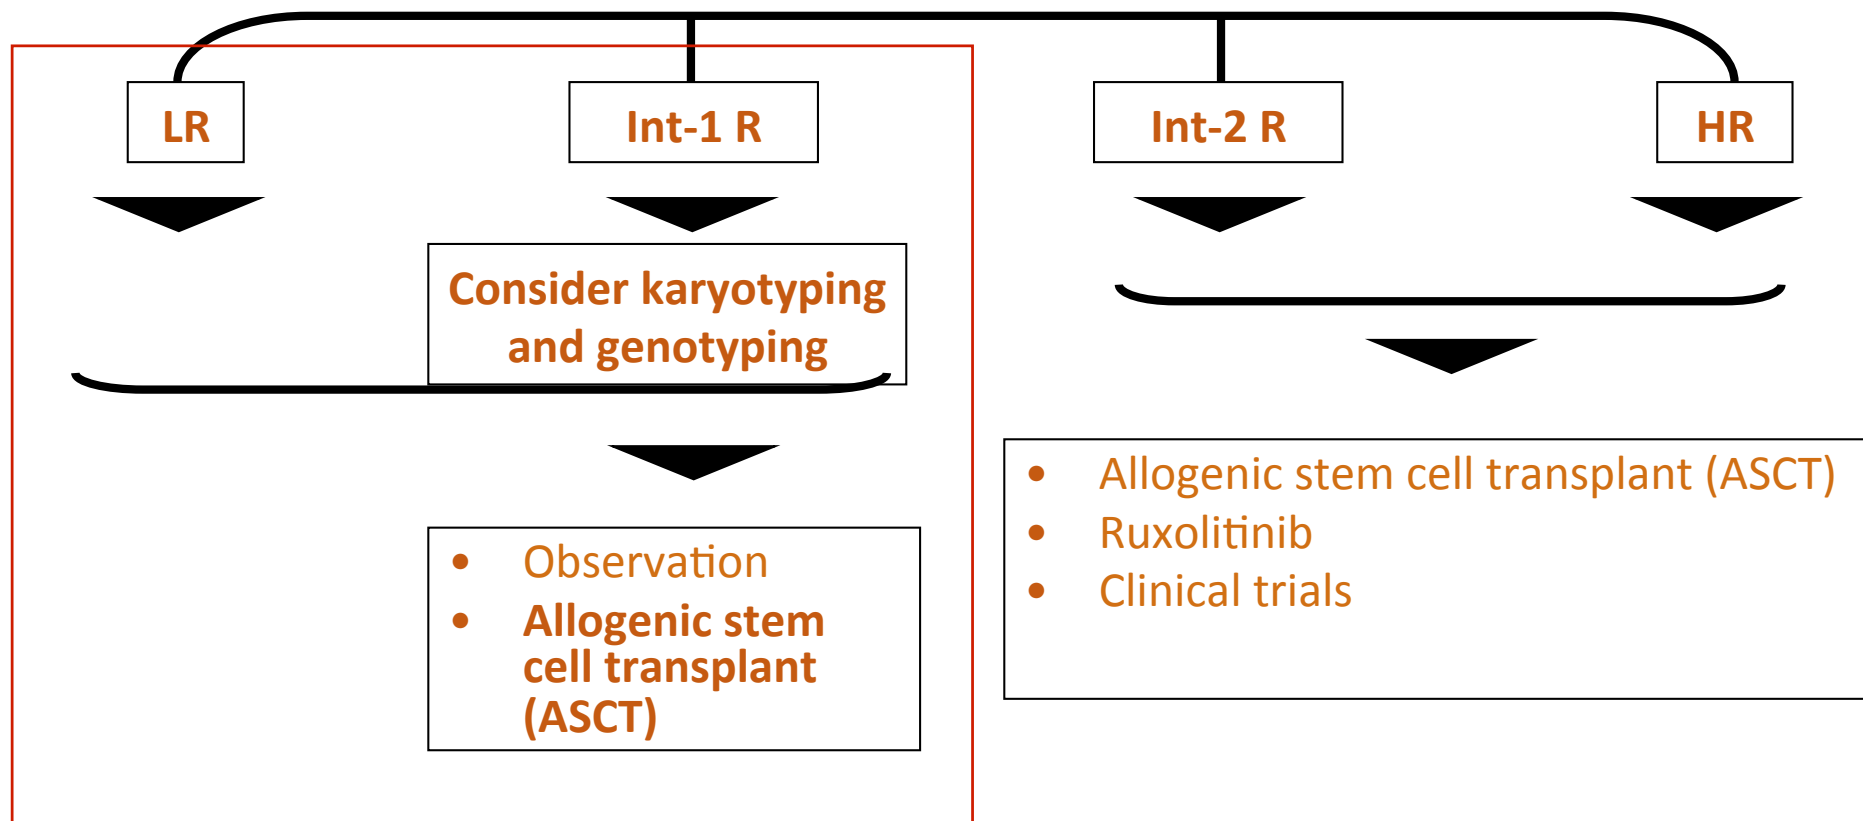 LR
Int-1 R
Int-2 R
HR
Consider karyotyping
and genotyping
• Observation
• Allogenic stem
cell transplant
(ASCT)
• Allogenic stem cell transplant (ASCT)
• Ruxolitinib
• Clinical trials